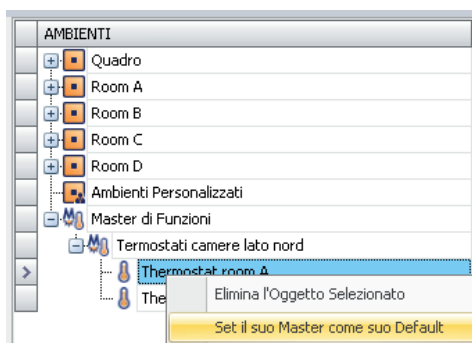 AMBIENTI
Quadro
Room A
Room B
Room C
Room D
Ambienti Personalizzati
Master di Funzioni
Termostati camere lato nord
Thermostat room A
The
Elimina l'Oggetto Selezionato
Set il suo Master come suo Default